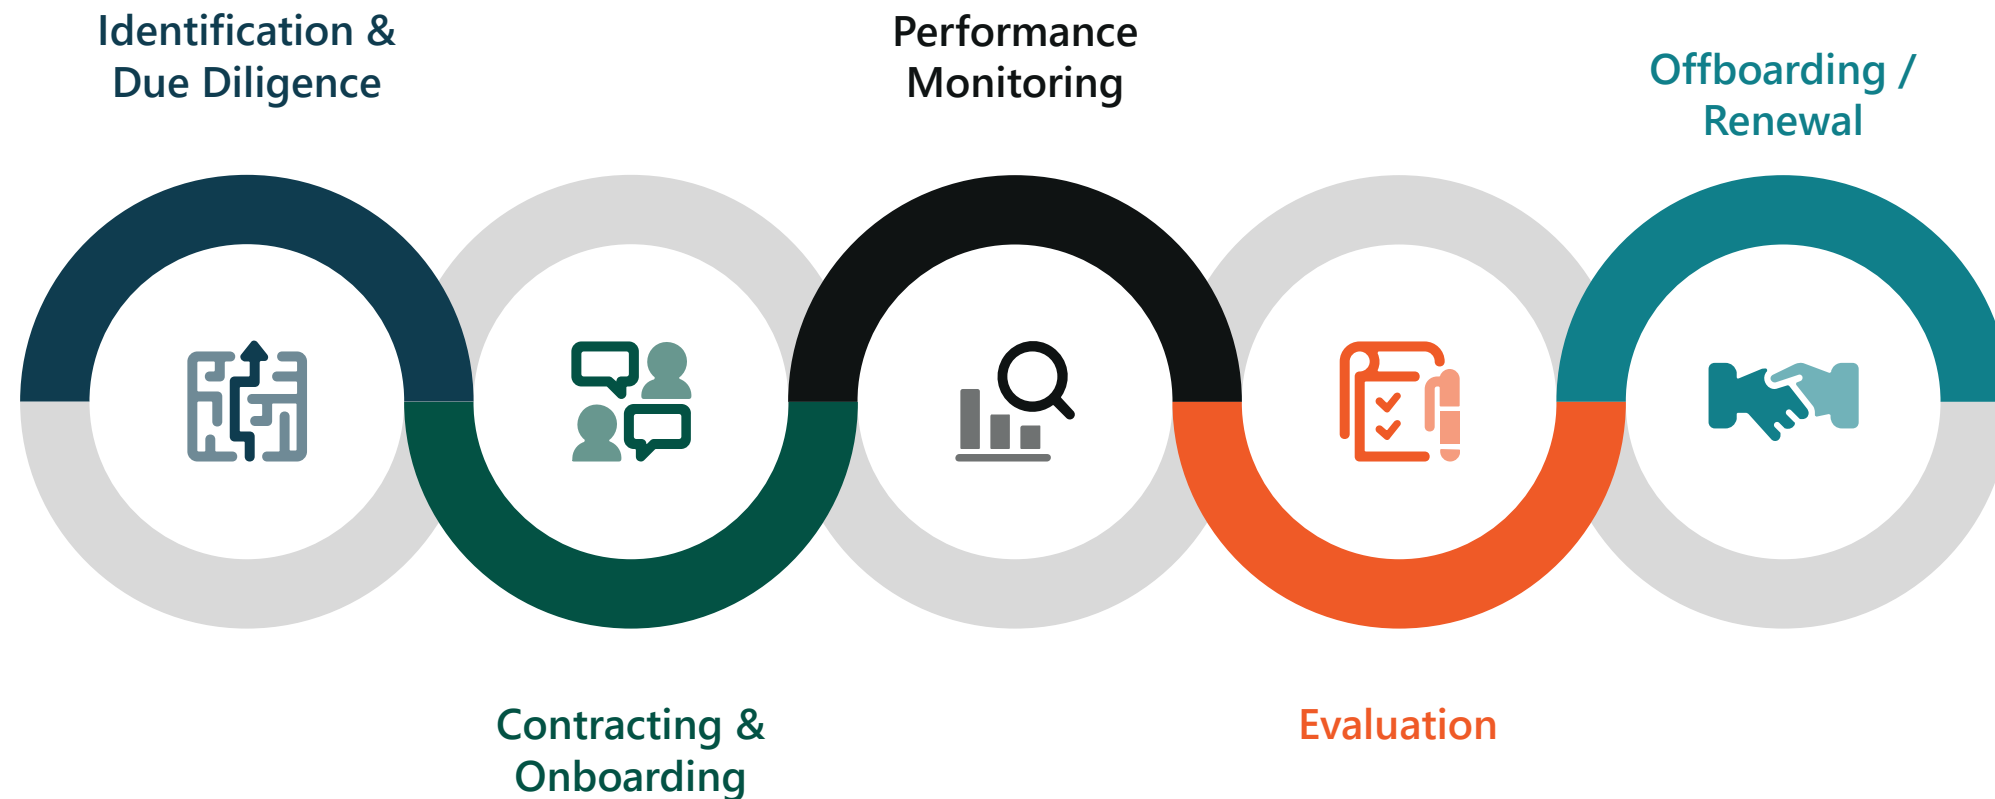 Identification &
Due Diligence
Contracting &
Onboarding
Performance
Monitoring
Evaluation
Offboarding /
Renewal